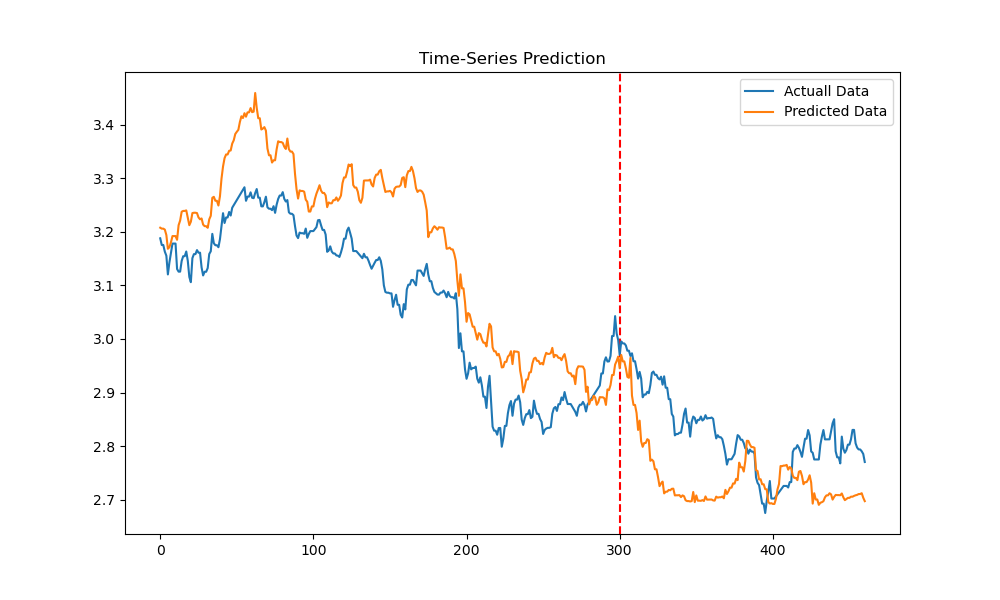 Time-Series Prediction
Actuall Data
Predicted Data
3.4
3.3
3.2
3.1
3.0
2.9
2.8
2.7
0 100 200 300 400